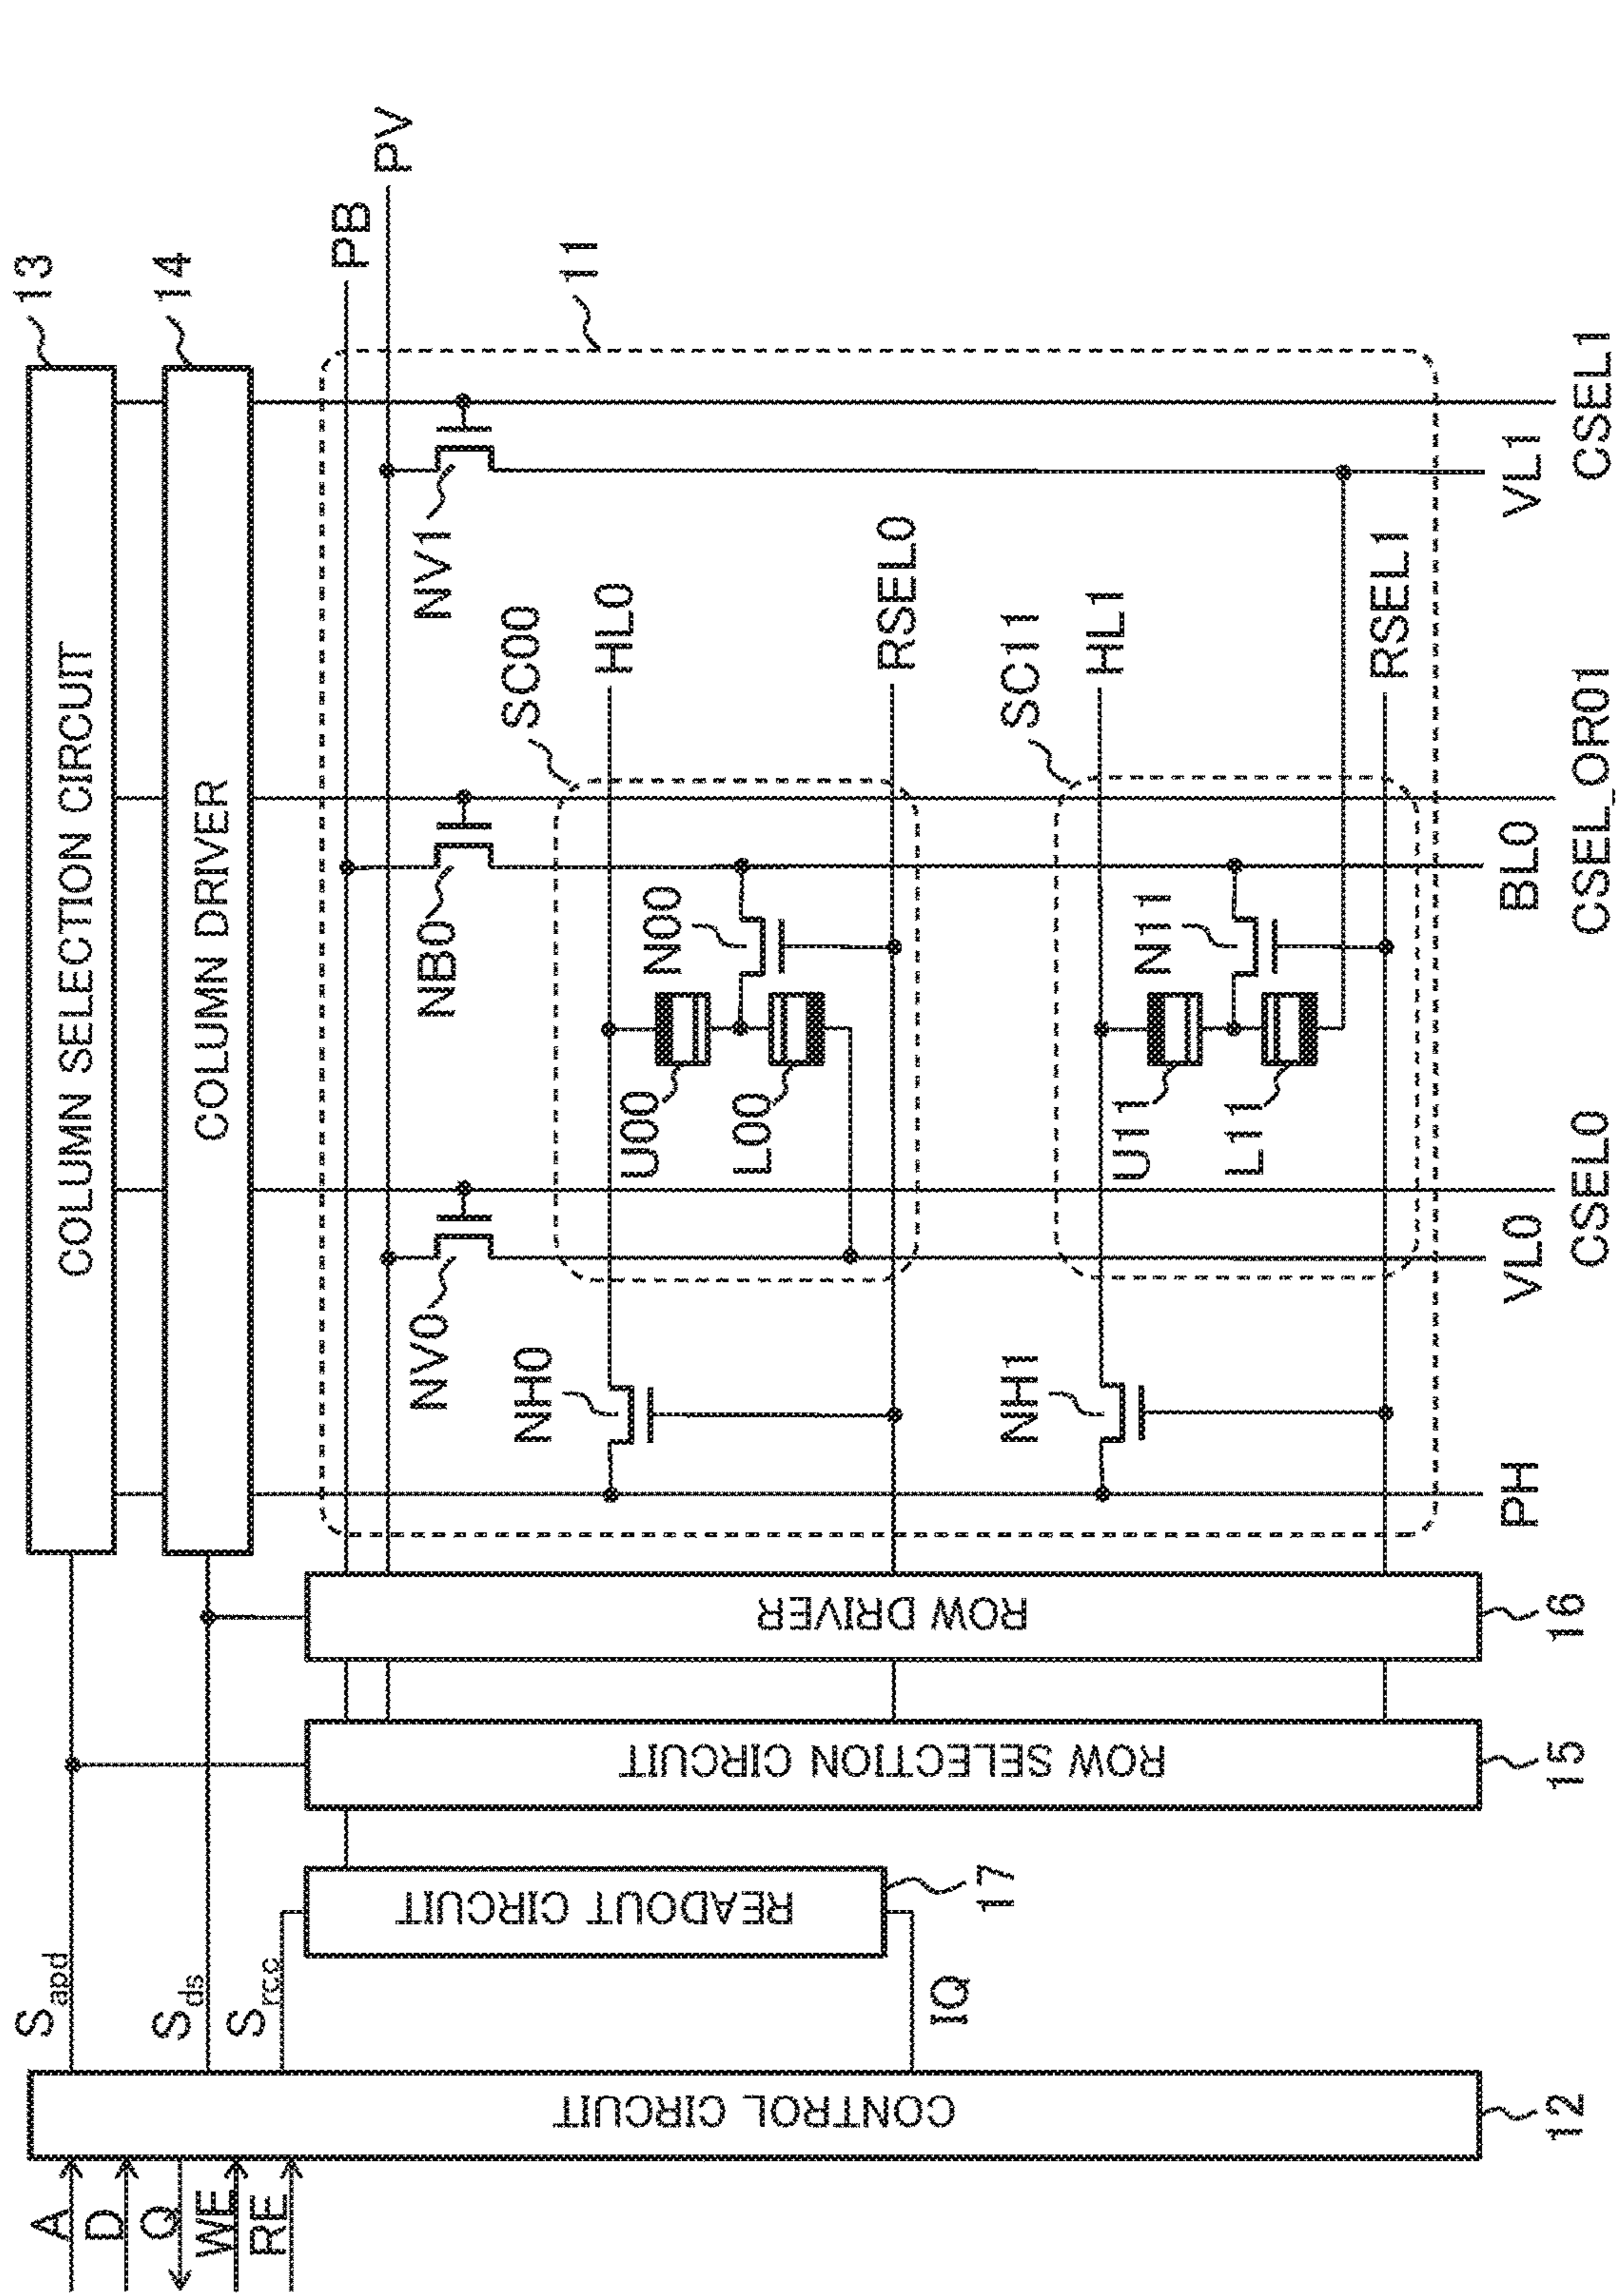 A
D
Q
WE
RE
CONTROL CIRCUIT
12
Sapd
Sds
Srcc
IQ
READOUT CIRCUIT
17
ROW SELECTION CIRCUIT
15
ROW DRIVER
16
COLUMN SELECTION CIRCUIT
13
COLUMN DRIVER
14
PB
PV
11
NV0
NB0
NV1
NH0
SC00
HL0
U00
N00
L00
RSEL0
NH1
SC11
HL1
U11
N11
L11
RSEL1
PH
VL0
BL0
VL1
CSEL0
CSEL_OR01
CSEL1